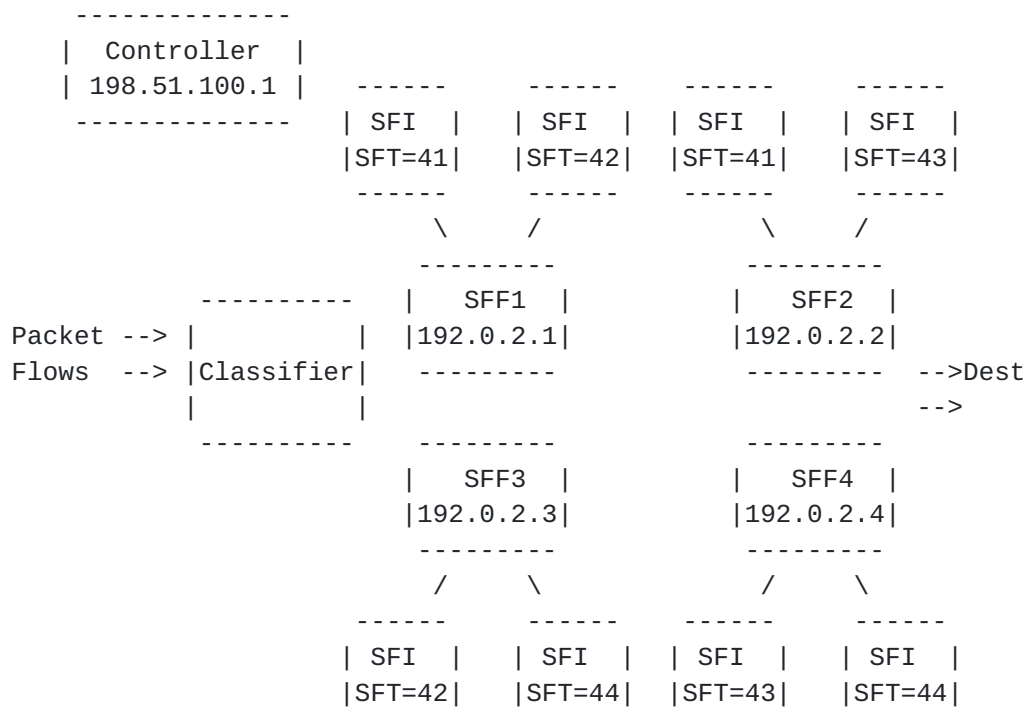 Controller
198.51.100.1
| SFI | | SFI | | SFI | | SFI |
|SFT=41| |SFT=42| |SFT=41| |SFT=43|
SFF1 SFF2
Packet --> |192.0.2.1| |192.0.2.2|
Flows --> |Classifier| -->Dest
-->
SFF3 SFF4
|192.0.2.3| |192.0.2.4|
| SFI | | SFI | | SFI | | SFI |
|SFT=42| |SFT=44| |SFT=43| |SFT=44|